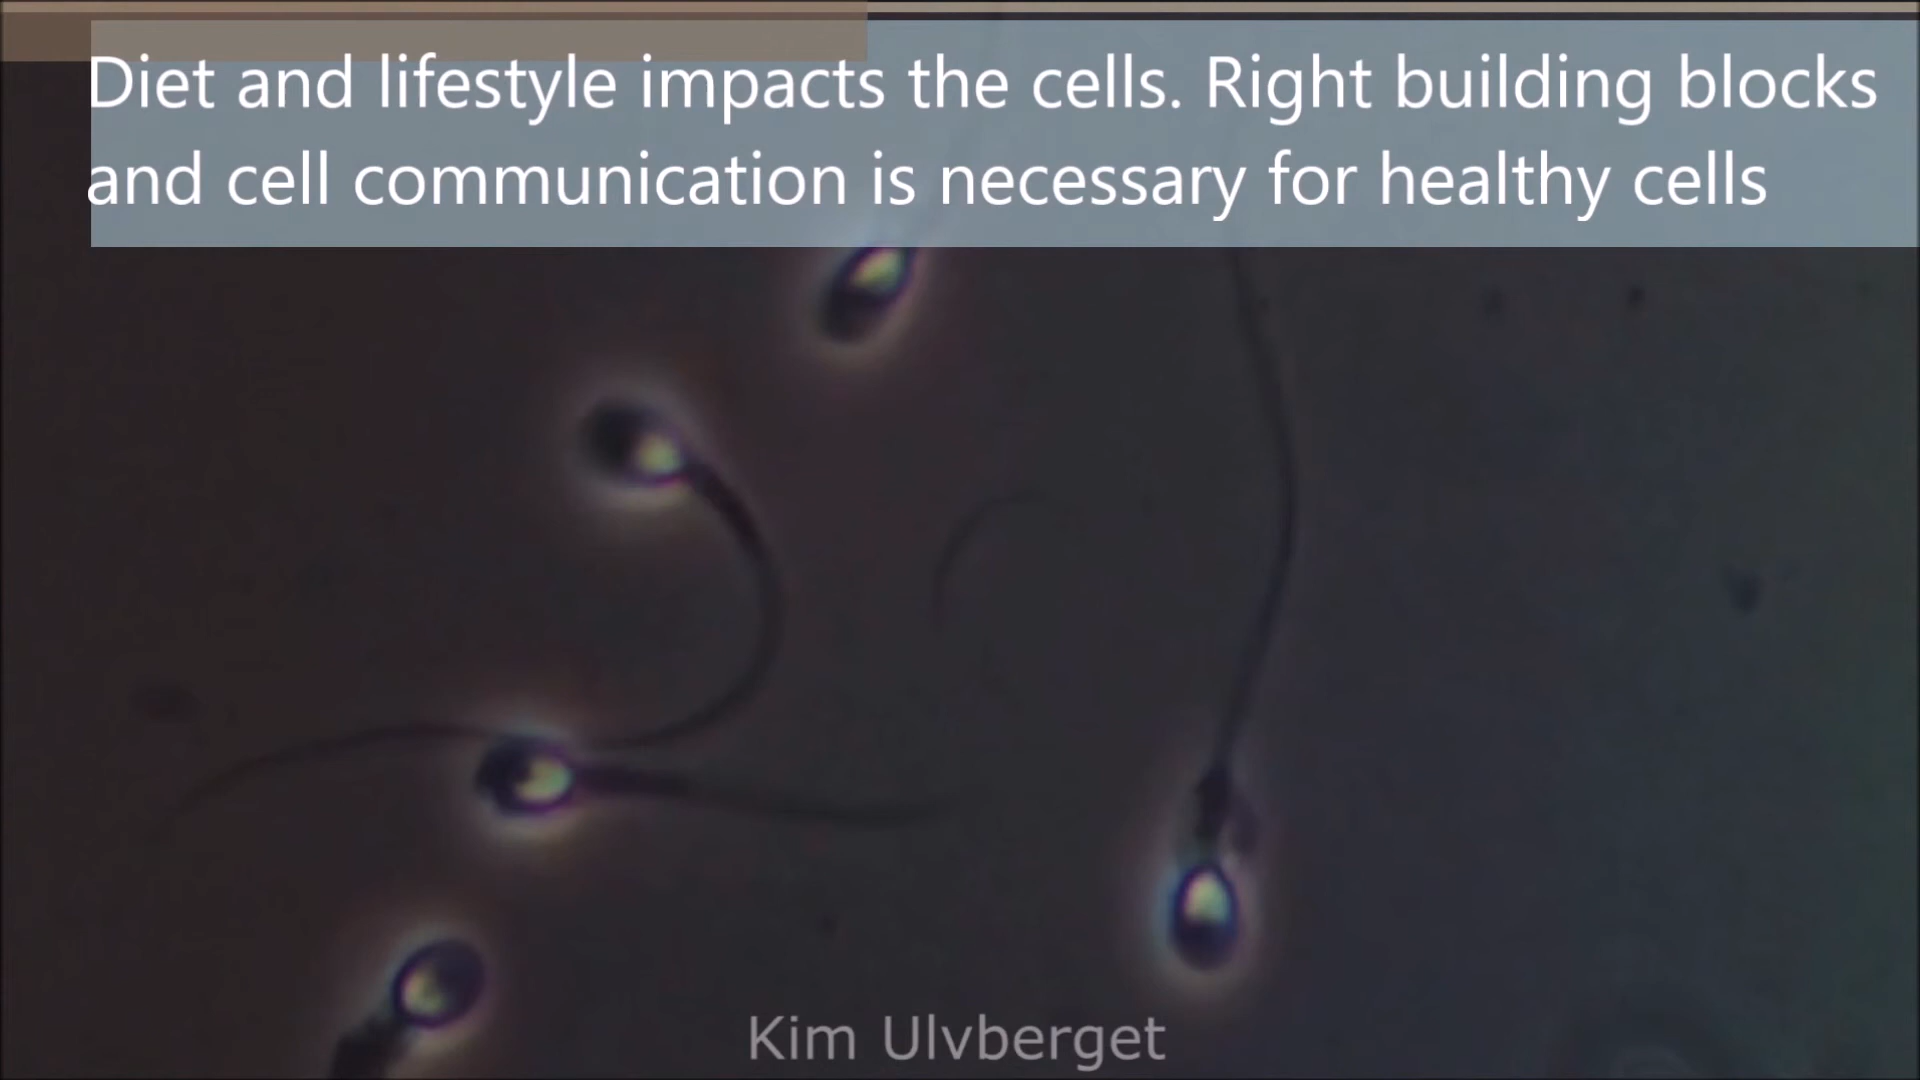 Diet and lifestyle impacts the cells. Right building blocks
and cell communication is necessary for healthy cells
Kim Ulvberget